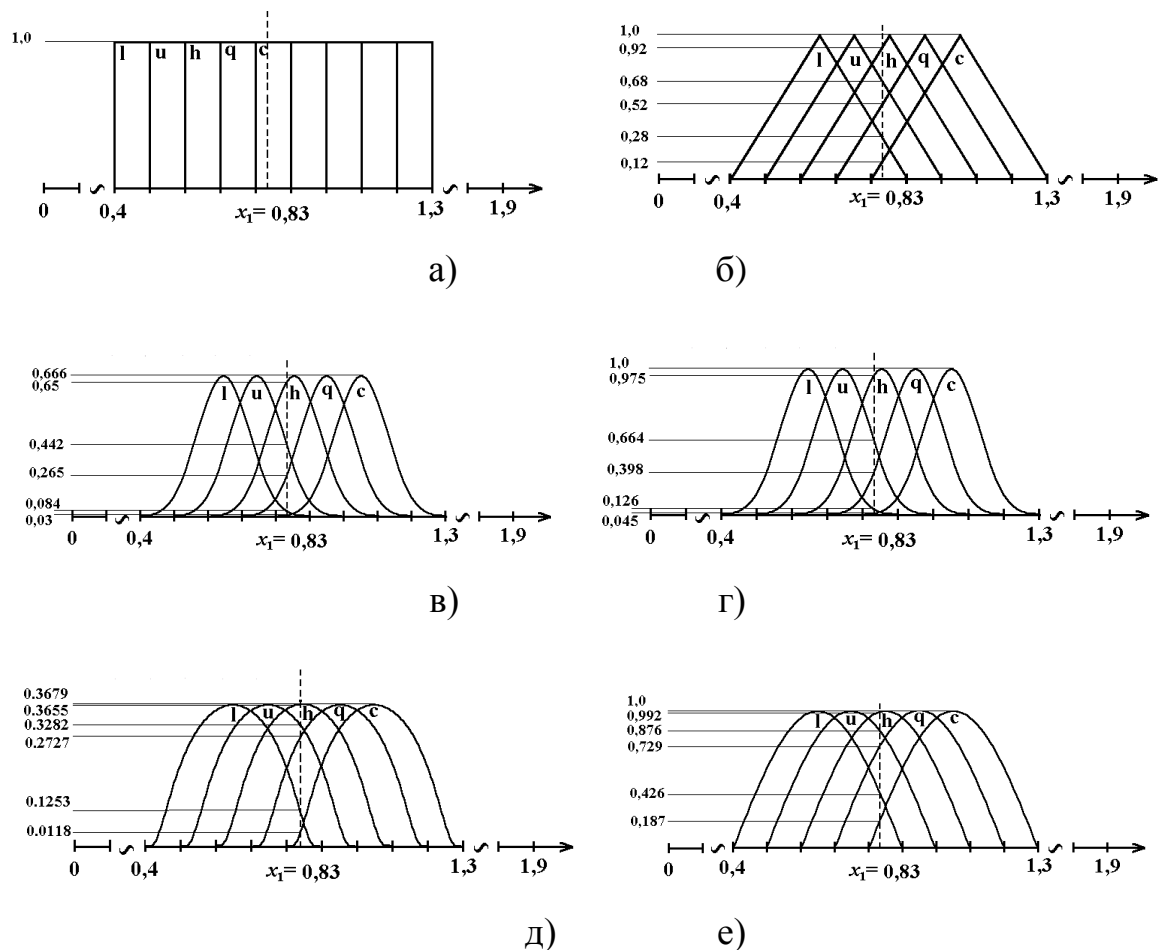 1,0
l u h q c
0 0,4 x₁= 0,83 1,3 1,9
а)
1,0
0,92
0,68
0,52
0,28
0,12
l u h q c
0 0,4 x₁= 0,83 1,3 1,9
б)
0,666
0,65
0,442
0,265
0,084
0,03
l u h q c
0 0,4 x₁= 0,83 1,3 1,9
в)
1,0
0,975
0,664
0,398
0,126
0,045
l u h q c
0 0,4 x₁= 0,83 1,3 1,9
г)
0.3679
0.3655
0.3282
0.2727
0.1253
0.0118
l u h q c
0 0,4 x₁= 0,83 1,3 1,9
д)
1,0
0,992
0,876
0,729
0,426
0,187
l u h q c
0 0,4 x₁= 0,83 1,3 1,9
е)